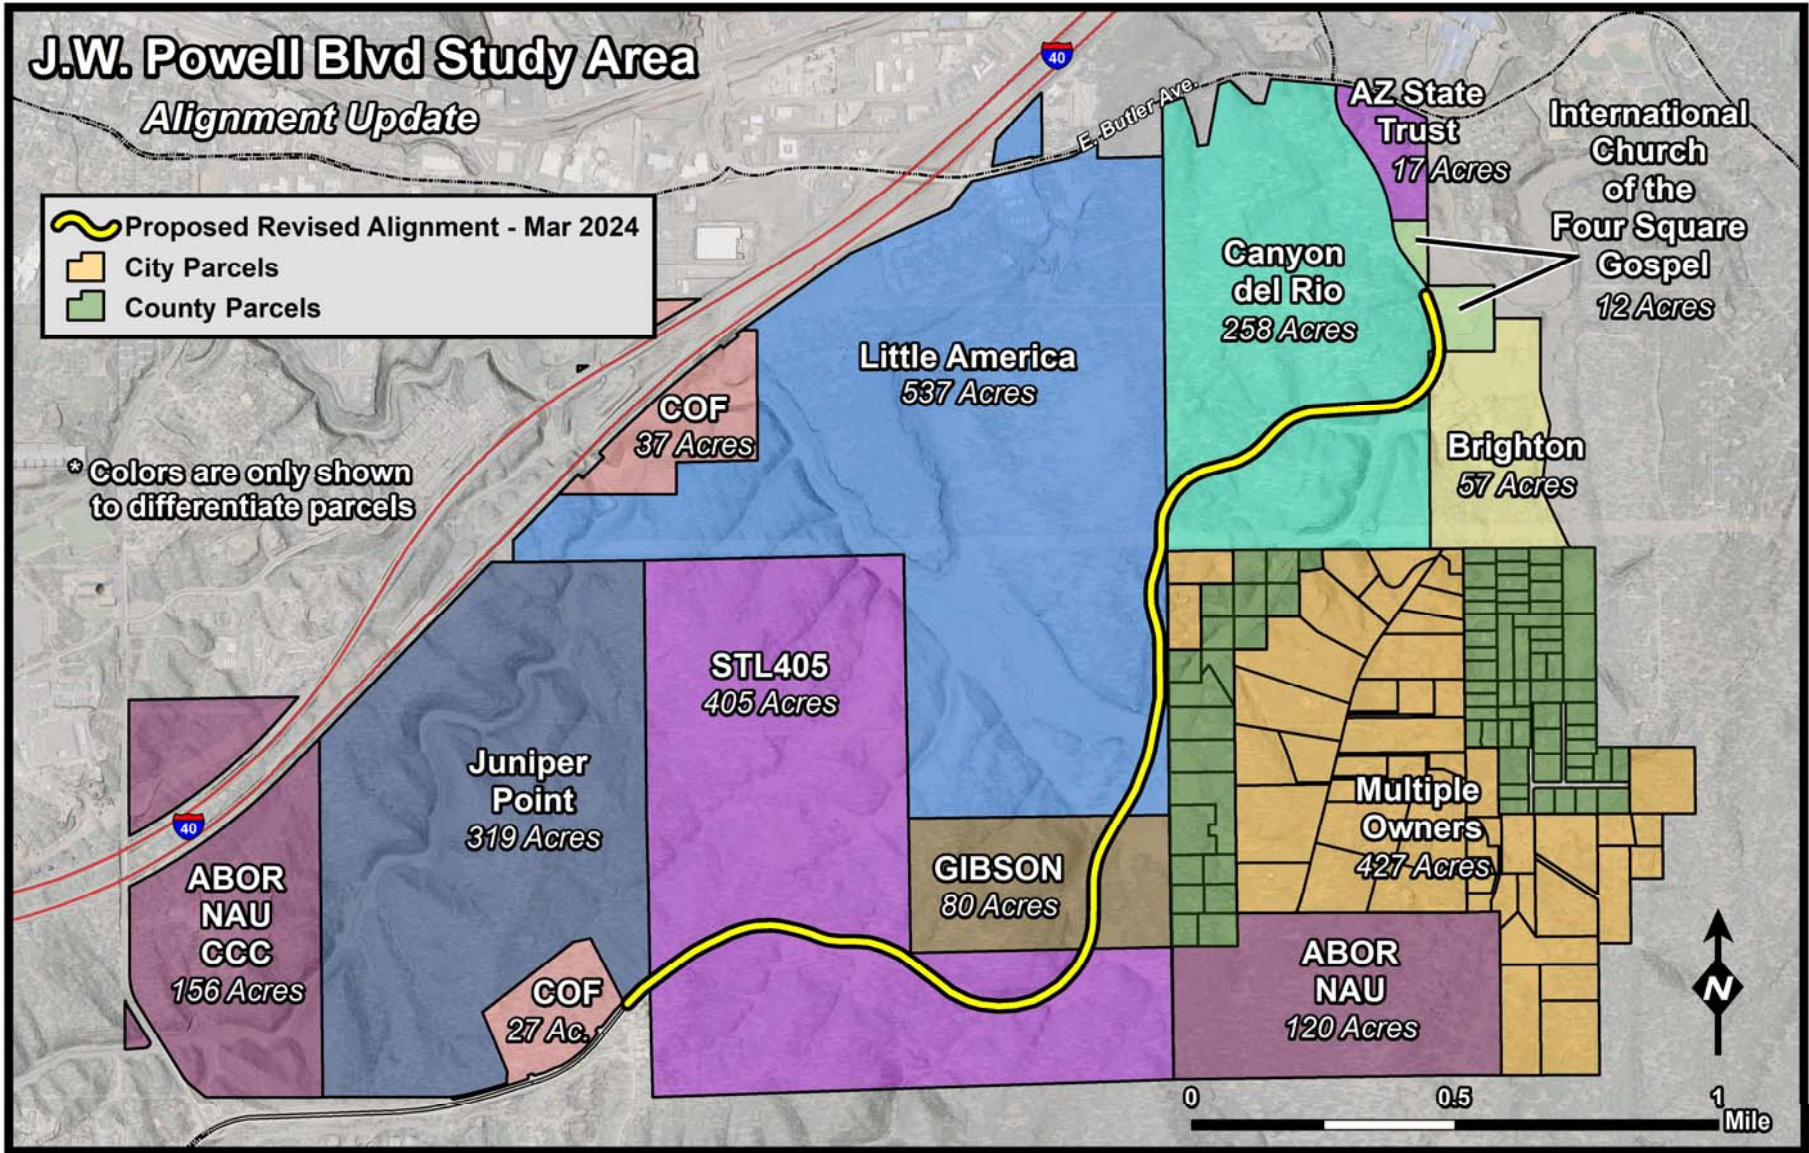 J.W. Powell Blvd Study Area
Alignment Update
40
E. Butler Ave.
AZ State
Trust
17 Acres
International
Church
of the
Four Square
Gospel
12 Acres
Proposed Revised Alignment - Mar 2024
City Parcels
County Parcels
Canyon
del Rio
258 Acres
Little America
537 Acres
COF
37 Acres
* Colors are only shown
to differentiate parcels
Brighton
57 Acres
STL405
405 Acres
Juniper
Point
319 Acres
Multiple
Owners
427 Acres
40
ABOR
NAU
CCC
156 Acres
GIBSON
80 Acres
COF
27 Ac.
ABOR
NAU
120 Acres
N
0 0.5 1
Mile